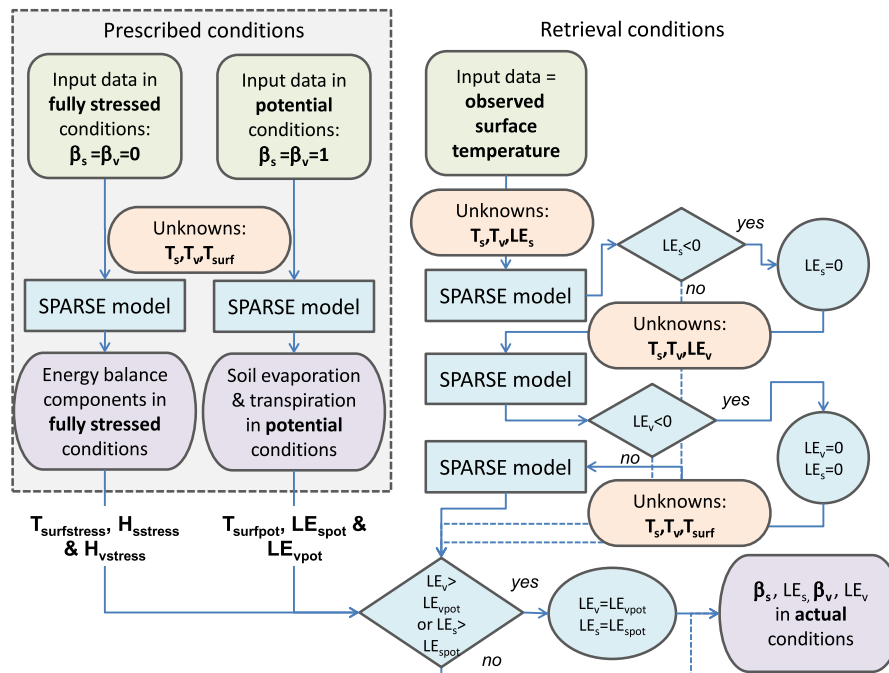 Prescribed conditions
Input data in
fully stressed
conditions:
βs =βv=0
Input data in
potential
conditions:
βs =βv=1
Unknowns:
Ts,Tv,Tsurf
SPARSE model
SPARSE model
Energy balance
components in
fully stressed
conditions
Soil evaporation
& transpiration
in potential
conditions
Tsurfstress, Hsstress
& Hvstress
Tsurfpot, LEspot &
LEvpot
Retrieval conditions
Input data =
observed
surface
temperature
Unknowns:
Ts,Tv,LEs
SPARSE model
LEs<0
yes
LEs=0
no
Unknowns:
Ts,Tv,LEv
SPARSE model
LEv<0
yes
LEv=0
LEs=0
no
SPARSE model
Unknowns:
Ts,Tv,Tsurf
LEv>
LEvpot
or LEs>
LEspot
yes
LEv=LEvpot
LEs=LEspot
no
βs, LEs, βv, LEv
in actual
conditions